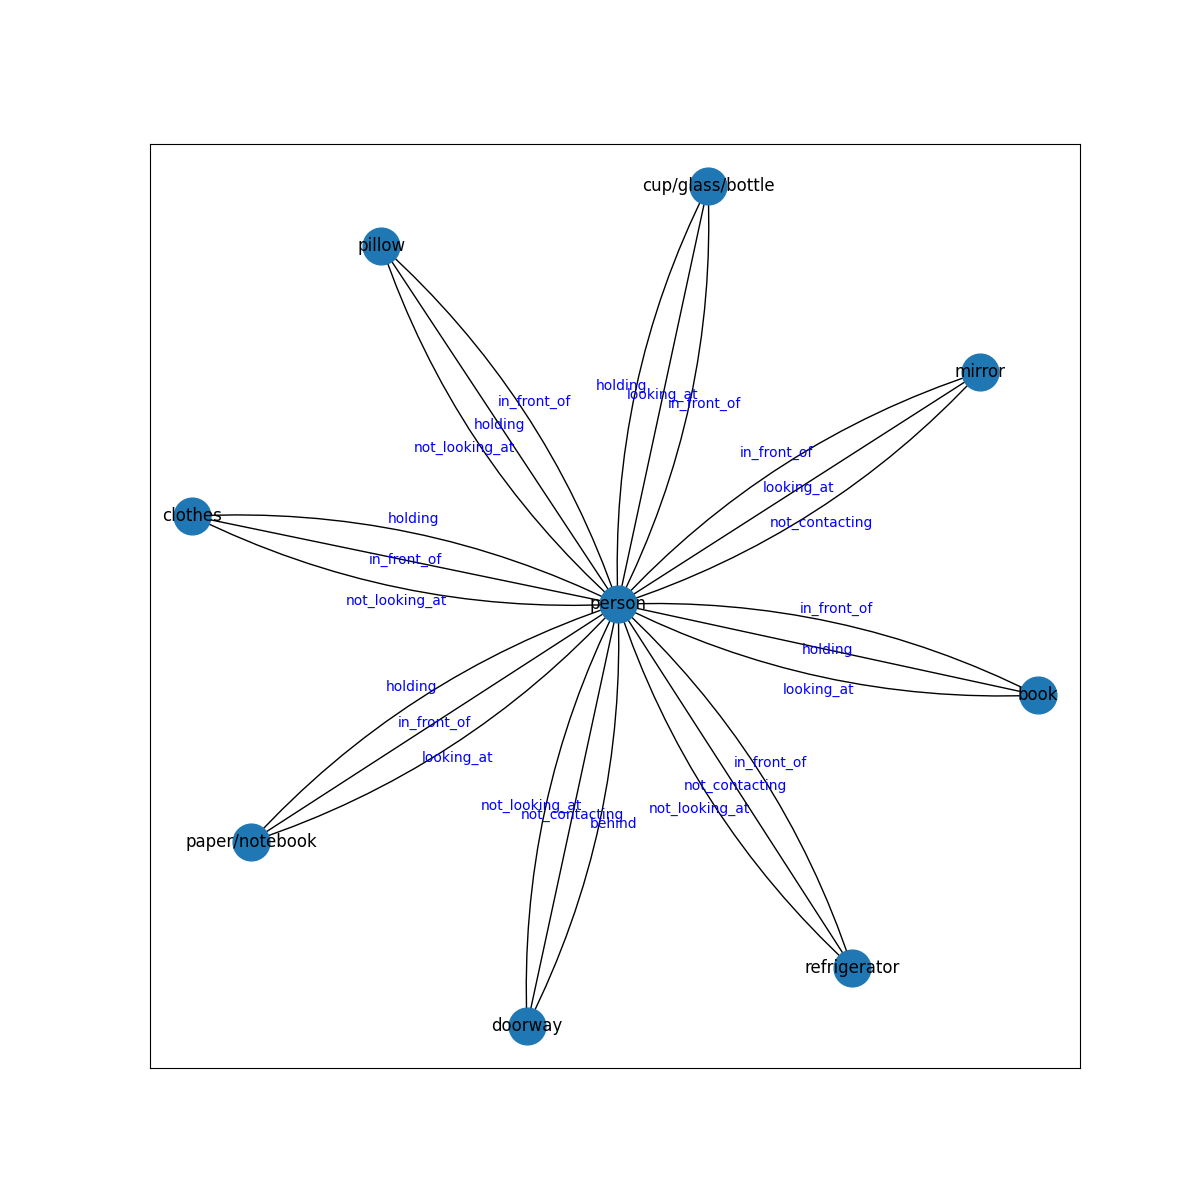 cup/glass/bottle
pillow
mirror
holding
looking_at
in_front_of
in_front_of
holding
not_looking_at
in_front_of
looking_at
not_contacting
clothes
holding
in_front_of
not_looking_at
person
in_front_of
holding
looking_at
book
holding
in_front_of
looking_at
in_front_of
not_contacting
not_looking_at
not_looking_at
not_contacting
behind
paper/notebook
refrigerator
doorway